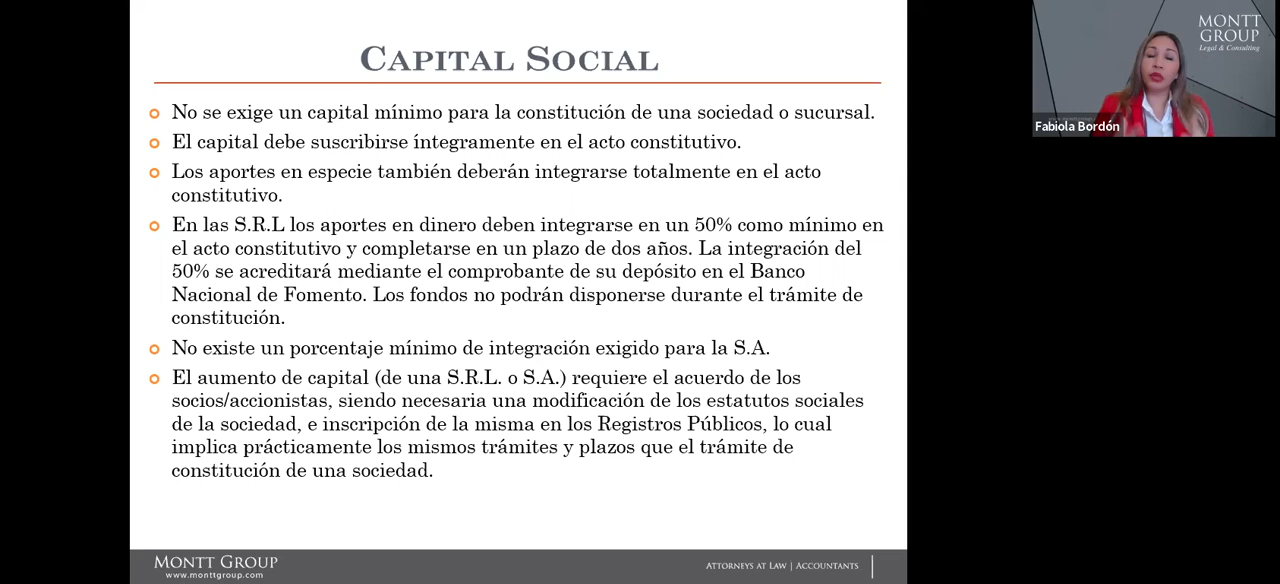 CAPITAL SOCIAL
No se exige un capital mínimo para la constitución de una sociedad o sucursal.
El capital debe suscribirse íntegramente en el acto constitutivo.
Los aportes en especie también deberán integrarse totalmente en el acto
constitutivo.
En las S.R.L los aportes en dinero deben integrarse en un 50% como mínimo en
el acto constitutivo y completarse en un plazo de dos años. La integración del
50% se acreditará mediante el comprobante de su depósito en el Banco
Nacional de Fomento. Los fondos no podrán disponerse durante el trámite de
constitución.
No existe un porcentaje mínimo de integración exigido para la S.A.
El aumento de capital (de una S.R.L. o S.A.) requiere el acuerdo de los
socios/accionistas, siendo necesaria una modificación de los estatutos sociales
de la sociedad, e inscripción de la misma en los Registros Públicos, lo cual
implica prácticamente los mismos trámites y plazos que el trámite de
constitución de una sociedad.
MONTT GROUP
www.monttgroup.com
ATTORNEYS AT LAW | ACCOUNTANTS
MONTT
GROUP
Legal & Consulting
Fabiola Bordón